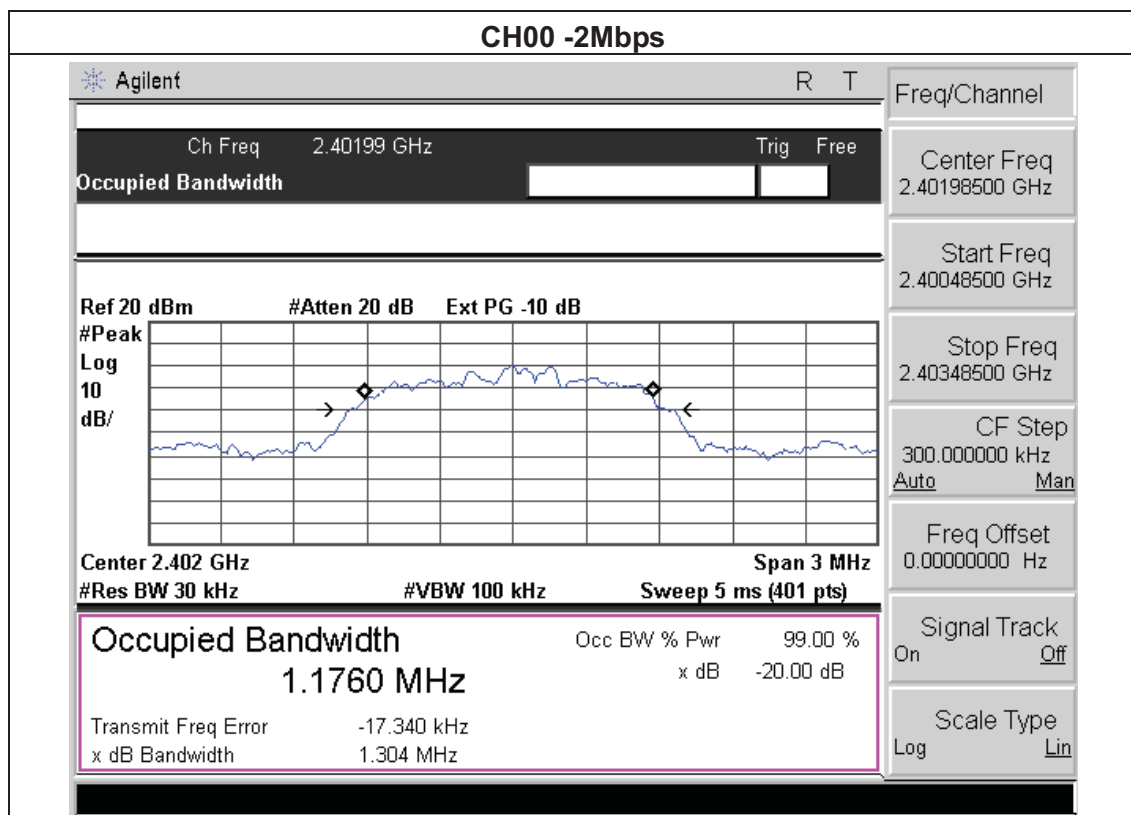 CH00 -2Mbps
Agilent R T
Ch Freq 2.40199 GHz Trig Free
Occupied Bandwidth
Ref 20 dBm #Atten 20 dB Ext PG -10 dB
#Peak
Log
10
dB/
Center 2.402 GHz Span 3 MHz
#Res BW 30 kHz #VBW 100 kHz Sweep 5 ms (401 pts)
Occupied Bandwidth Occ BW % Pwr 99.00 %
1.1760 MHz x dB -20.00 dB
Transmit Freq Error -17.340 kHz
x dB Bandwidth 1.304 MHz
Freq/Channel
Center Freq
2.40198500 GHz
Start Freq
2.40048500 GHz
Stop Freq
2.40348500 GHz
CF Step
300.000000 kHz
Auto Man
Freq Offset
0.00000000 Hz
Signal Track
On Off
Scale Type
Log Lin